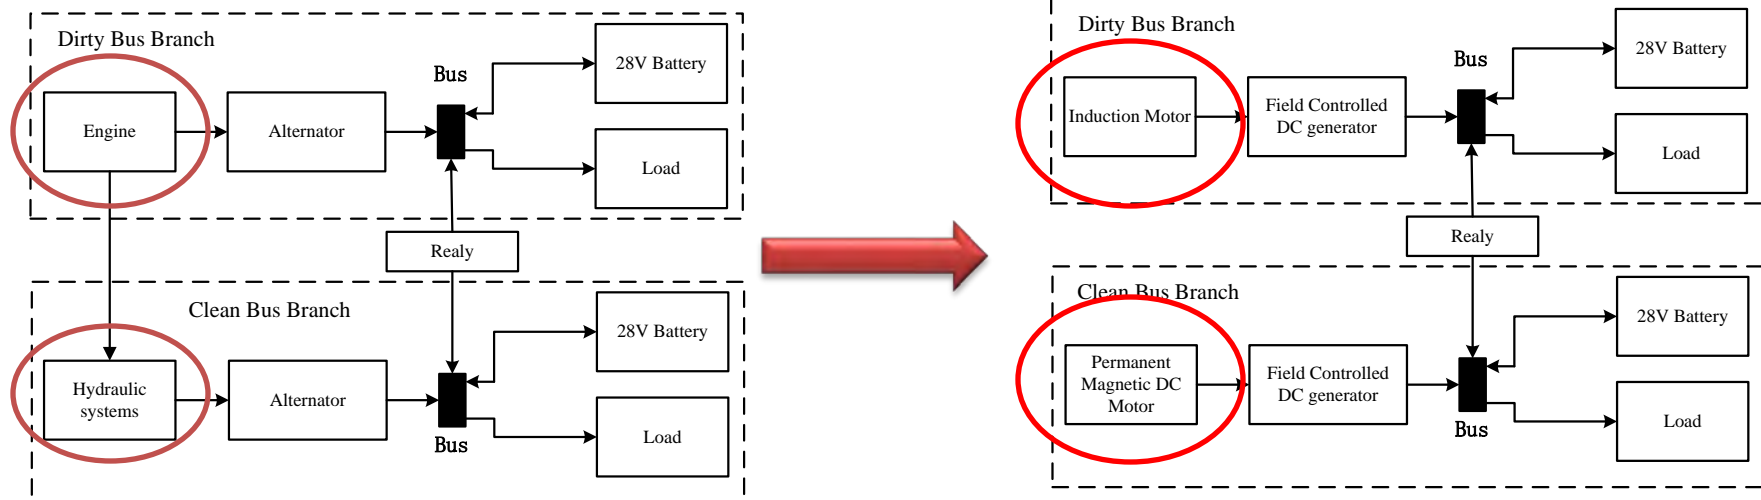 Dirty Bus Branch
Bus
28V Battery
Engine
Alternator
Load
Realy
Clean Bus Branch
28V Battery
Hydraulic
systems
Alternator
Bus
Load
Dirty Bus Branch
Bus
28V Battery
Induction Motor
Field Controlled
DC generator
Load
Realy
Clean Bus Branch
28V Battery
Permanent
Magnetic DC
Motor
Field Controlled
DC generator
Bus
Load